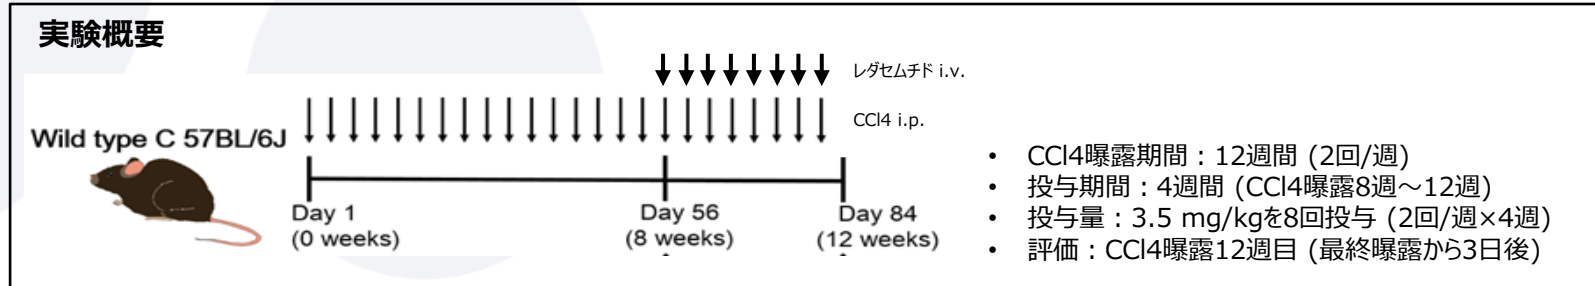 実験概要
レダセムチド i.v.
CCl4 i.p.
Wild type C 57BL/6J
Day 1
(0 weeks)
Day 56
(8 weeks)
Day 84
(12 weeks)
• CCl4曝露期間：12週間 (2回/週)
• 投与期間：4週間 (CCl4曝露8週～12週)
• 投与量：3.5 mg/kgを8回投与 (2回/週×4週)
• 評価：CCl4曝露12週目 (最終曝露から3日後)